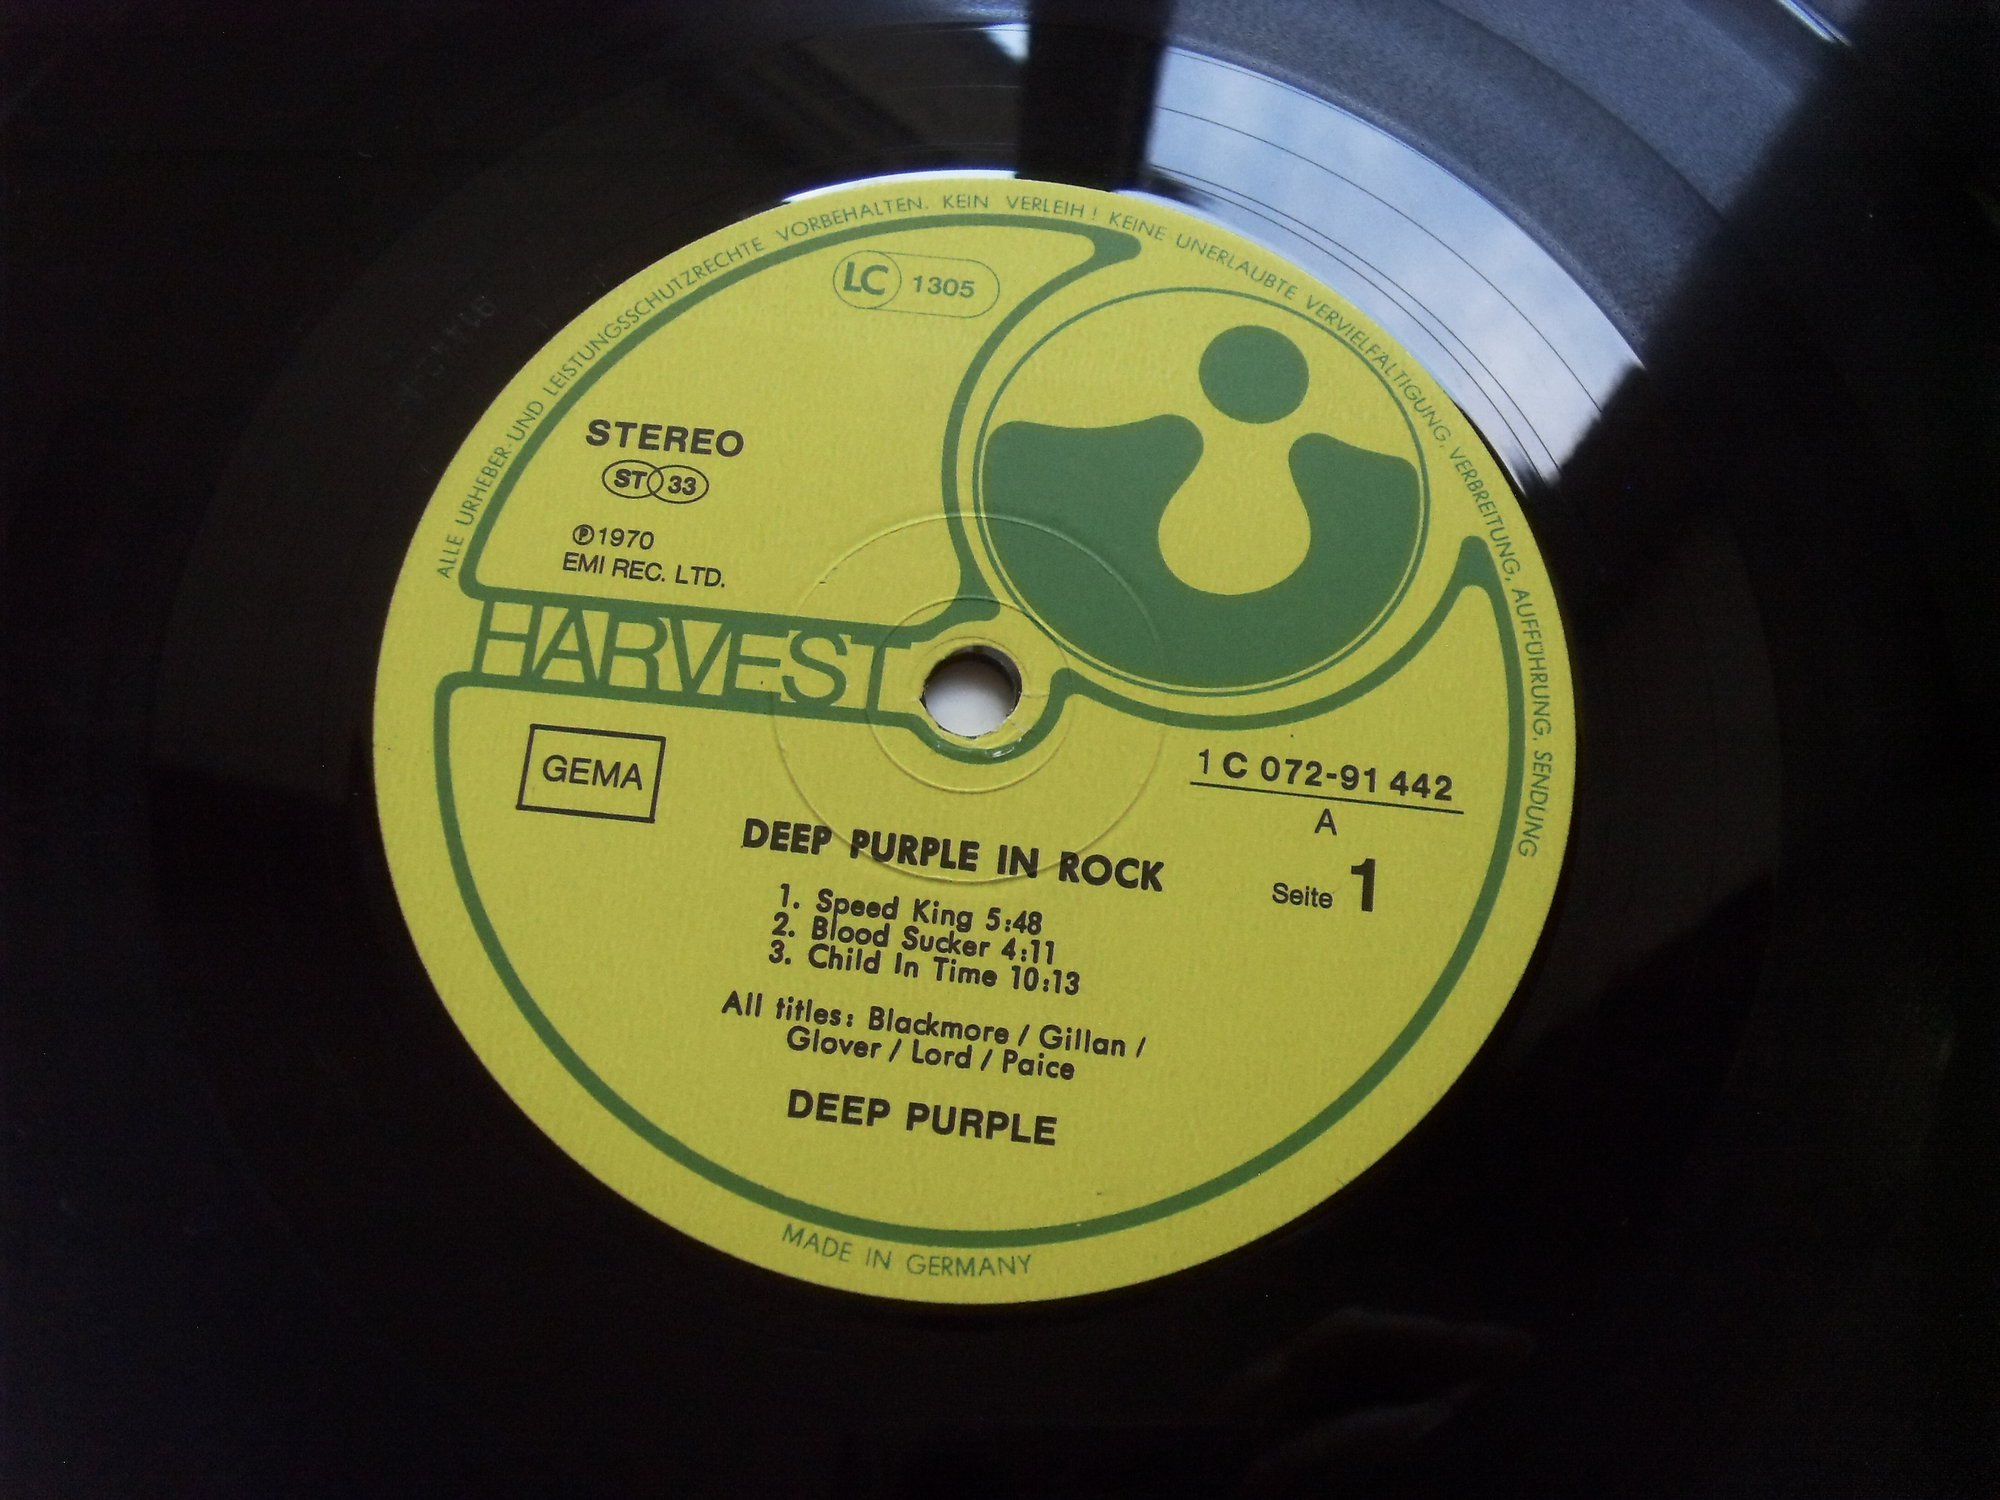 ALLE URHEBER- UND LEISTUNGSSCHUTZRECHTE VORBEHALTEN. KEIN VERLEIH! KEINE UNERLAUBTE VERVIELFÄLTIGUNG, VERBREITUNG, AUFFÜHRUNG, SENDUNG
LC 1305
STEREO
ST 33
℗1970
EMI REC. LTD.
HARVEST
GEMA
1 C 072-91 442
A
Seite 1
DEEP PURPLE IN ROCK
1. Speed King 5:48
2. Blood Sucker 4:11
3. Child In Time 10:13
All titles: Blackmore / Gillan /
Glover / Lord / Paice
DEEP PURPLE
MADE IN GERMANY